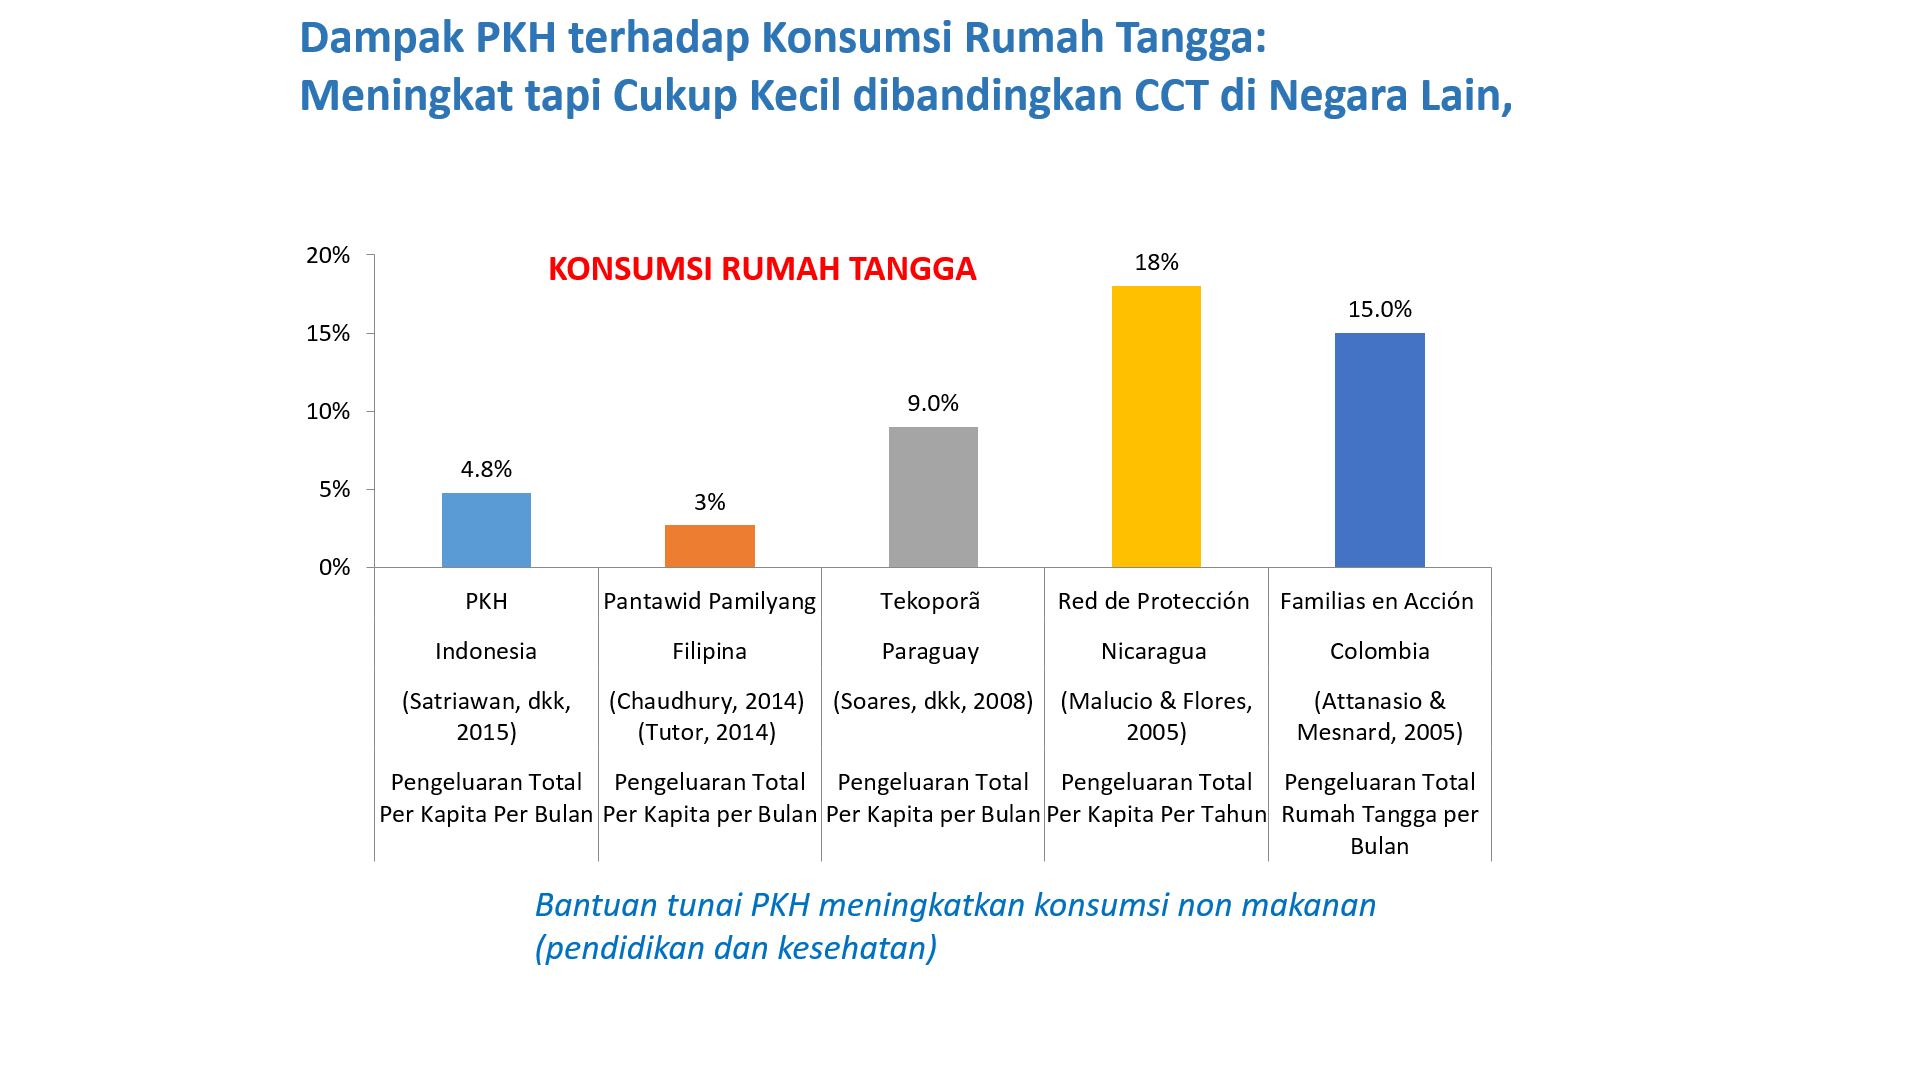 Dampak PKH terhadap Konsumsi Rumah Tangga:
Meningkat tapi Cukup Kecil dibandingkan CCT di Negara Lain,
KONSUMSI RUMAH TANGGA
20%
15%
10%
5%
0%
4.8%
3%
9.0%
18%
15.0%
PKH
Indonesia
(Satriawan, dkk,
2015)
Pengeluaran Total
Per Kapita Per Bulan
Pantawid Pamilyang
Filipina
(Chaudhury, 2014)
(Tutor, 2014)
Pengeluaran Total
Per Kapita per Bulan
Tekoporã
Paraguay
(Soares, dkk, 2008)
Pengeluaran Total
Per Kapita per Bulan
Red de Protección
Nicaragua
(Malucio & Flores,
2005)
Pengeluaran Total
Per Kapita Per Tahun
Familias en Acción
Colombia
(Attanasio &
Mesnard, 2005)
Pengeluaran Total
Rumah Tangga per
Bulan
Bantuan tunai PKH meningkatkan konsumsi non makanan
(pendidikan dan kesehatan)